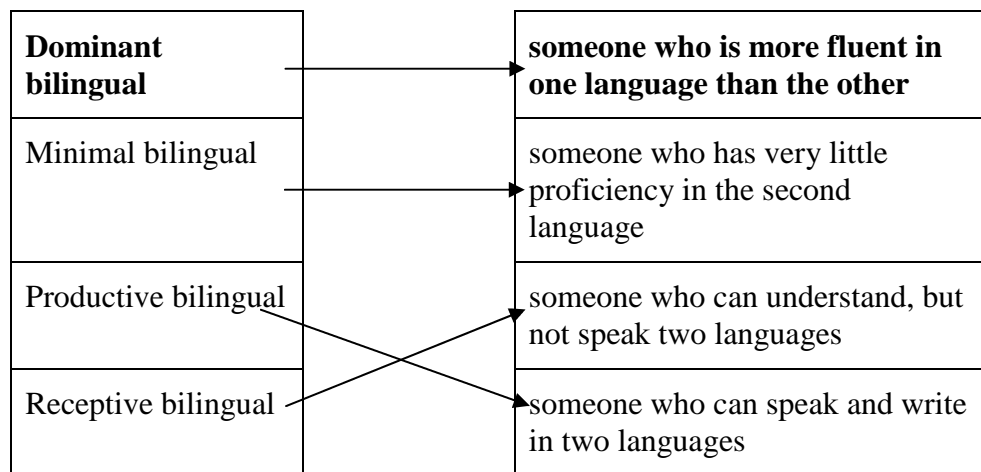 Dominant
bilingual
someone who is more fluent in
one language than the other
Minimal bilingual
someone who has very little
proficiency in the second
language
Productive bilingual
someone who can understand, but
not speak two languages
Receptive bilingual
someone who can speak and write
in two languages